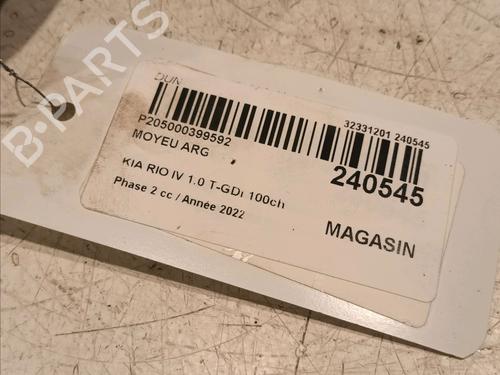 B-PARTS
P205000399592
MOYEU ARG
KIA RIO IV 1.0 T-GDi 100ch
Phase 2 cc / Année 2022
32331201 240545
240545
MAGASIN